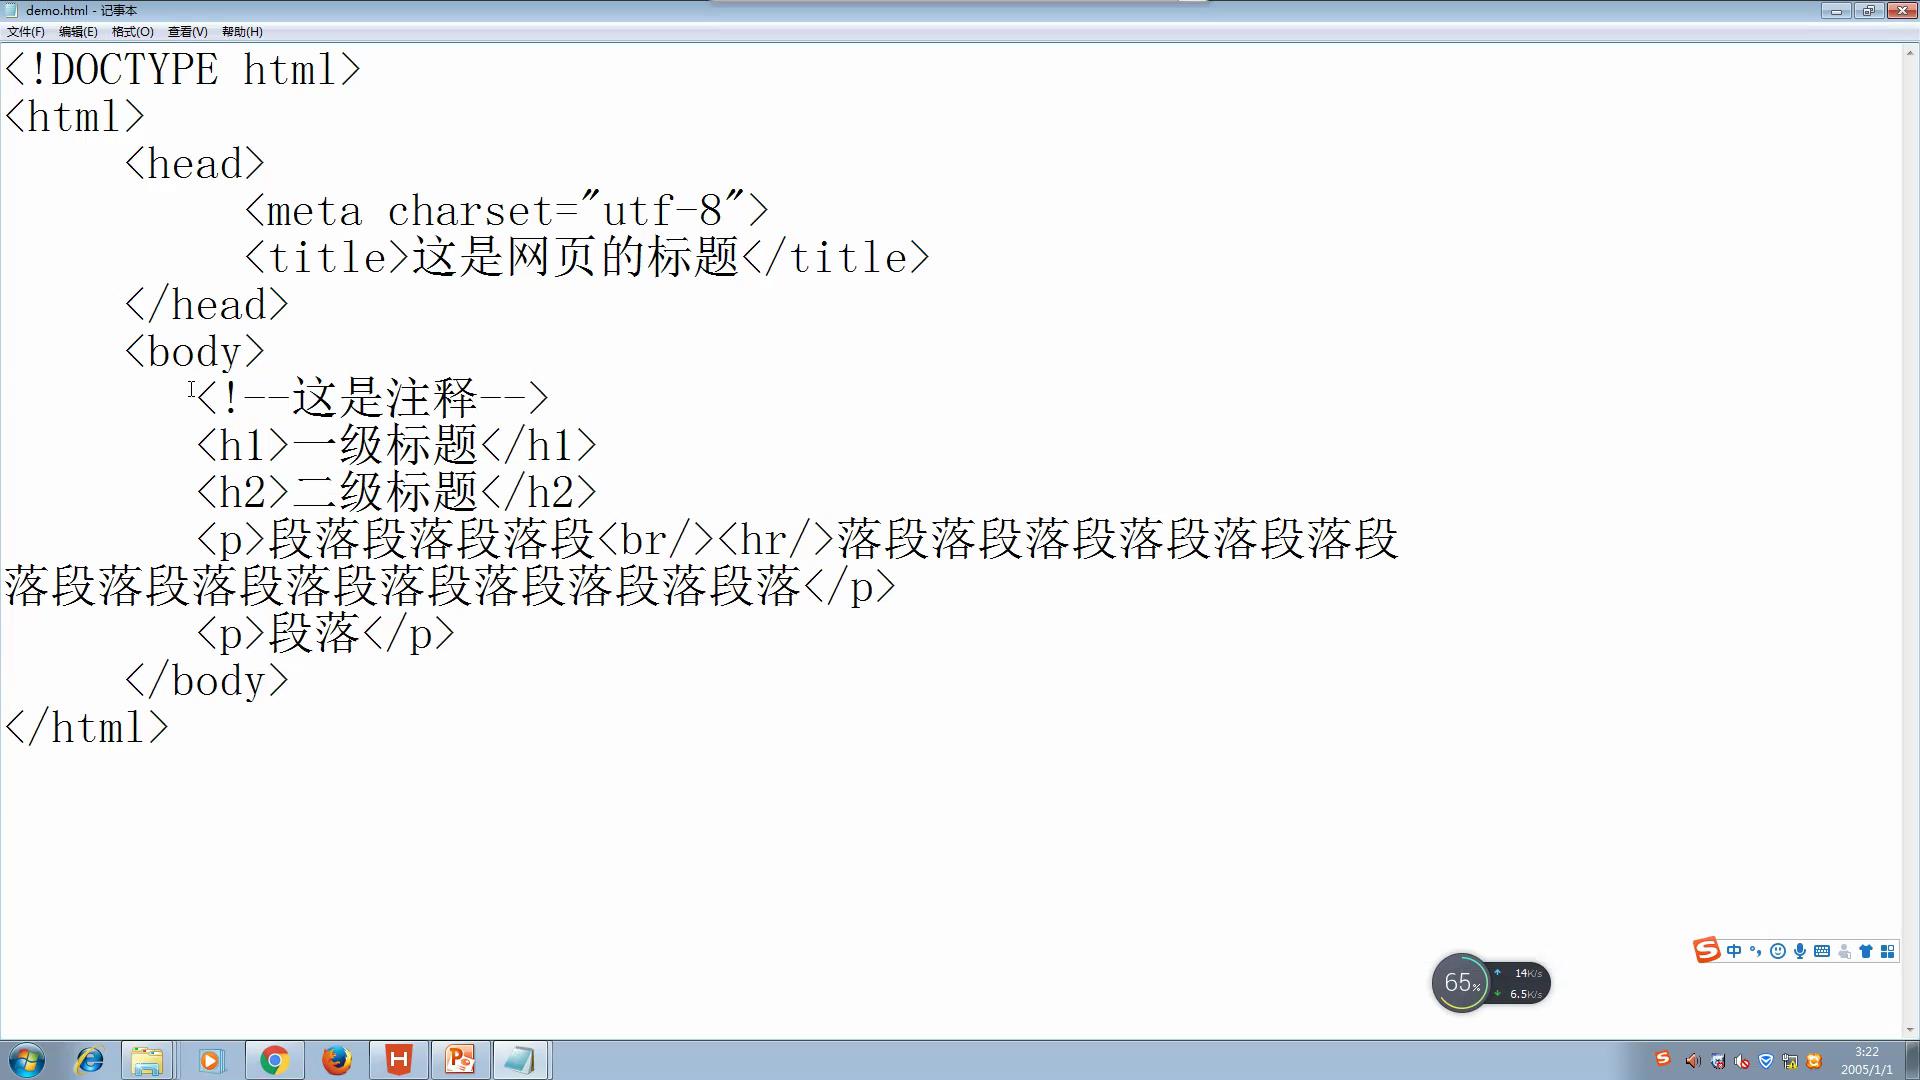 demo.html - 记事本
文件(F) 编辑(E) 格式(O) 查看(V) 帮助(H)
<!DOCTYPE html>
<html>
<head>
<meta charset="utf-8">
<title>这是网页的标题</title>
</head>
<body>
<!--这是注释-->
<h1>一级标题</h1>
<h2>二级标题</h2>
<p>段落段落段落段<br/><hr/>落段落段落段落段落段落段
落段落段落段落段落段落段落段落段落</p>
<p>段落</p>
</body>
</html>
中
65%
14K/s
6.5K/s
3:22
2005/1/1